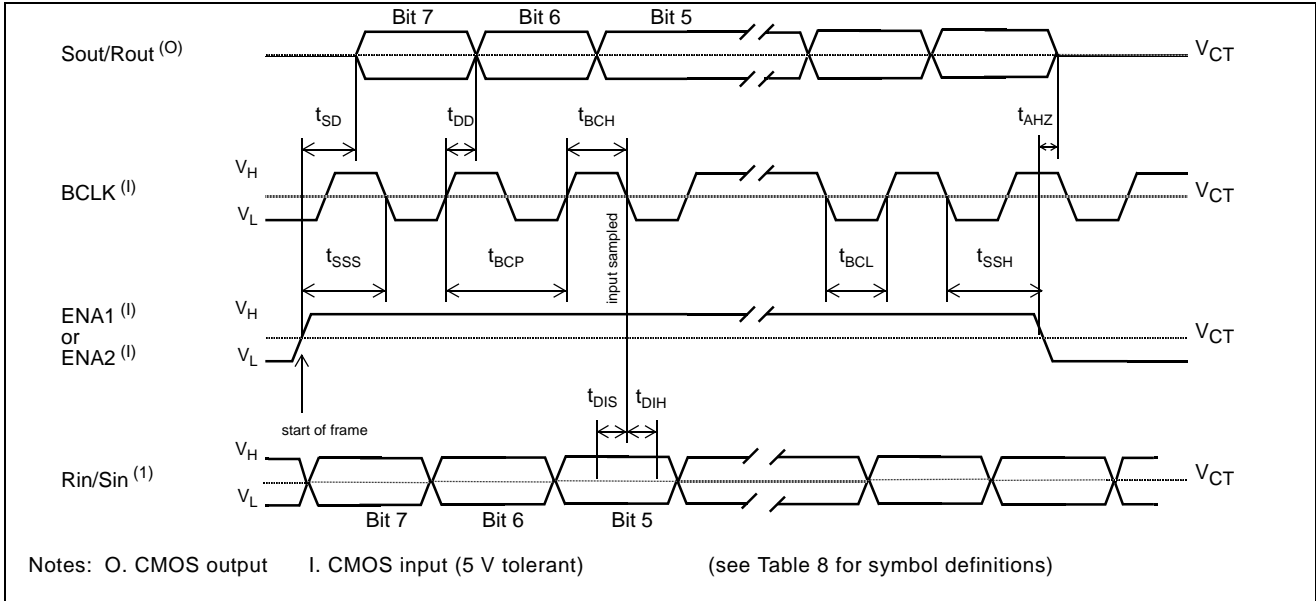 Bit 7 Bit 6 Bit 5
Sout/Rout (O) VCT
tSD tDD tBCH tAHZ
VH
BCLK (I) VCT
VL
tSSS tBCP input sampled tBCL tSSH
ENA1 (I) VH
or VCT
ENA2 (I) VL
tDIS tDIH
start of frame
VH
Rin/Sin (1) VCT
VL
Bit 7 Bit 6 Bit 5
Notes: O. CMOS output I. CMOS input (5 V tolerant) (see Table 8 for symbol definitions)